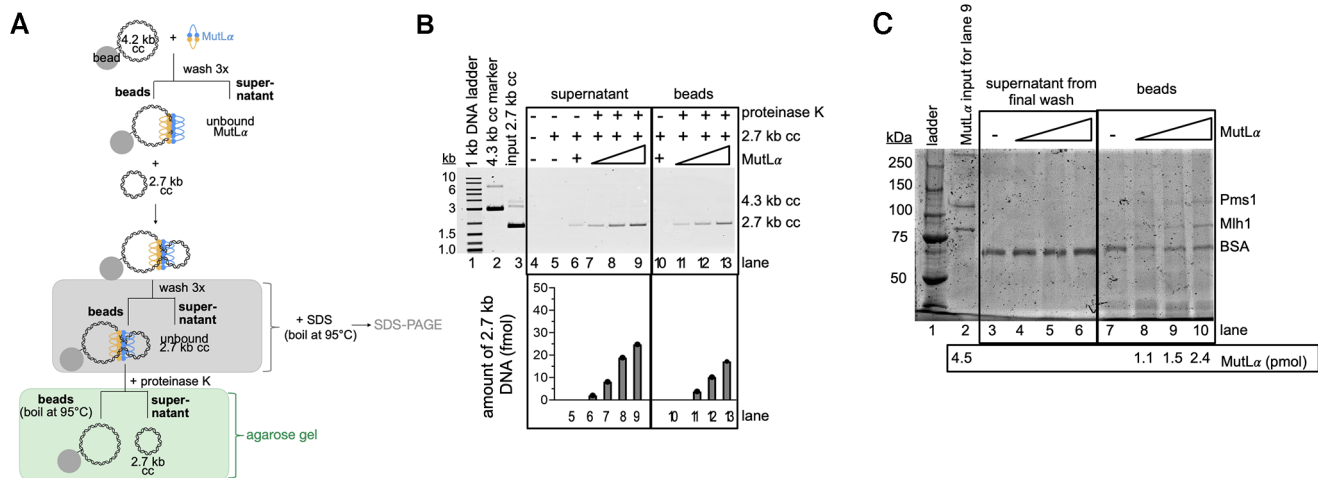 A
4.2 kb
cc
+
MutLα
bead
wash 3x
beads
super-
natant
unbound
MutLα
+
2.7 kb
cc
wash 3x
beads
super-
natant
unbound
2.7 kb cc
+ SDS
(boil at 95°C)
SDS-PAGE
+ proteinase K
beads
(boil at 95°C)
super-
natant
2.7 kb
cc
agarose gel
B
1 kb DNA ladder
4.3 kb cc marker
input 2.7 kb cc
supernatant
beads
- - - + + + - + + + proteinase K
- + + + + + + + + + 2.7 kb cc
kb
- - + + MutLα
10
6
3
1.5
1.0
4.3 kb cc
2.7 kb cc
1 2 3 4 5 6 7 8 9 10 11 12 13 lane
amount of 2.7 kb
DNA (fmol)
50
40
30
20
10
0
5 6 7 8 9 10 11 12 13 lane
C
ladder
MutLα input for lane 9
supernatant from
final wash
beads
kDa
- - MutLα
250
150
100
75
50
Pms1
Mlh1
BSA
1 2 3 4 5 6 7 8 9 10 lane
4.5 1.1 1.5 2.4 MutLα (pmol)